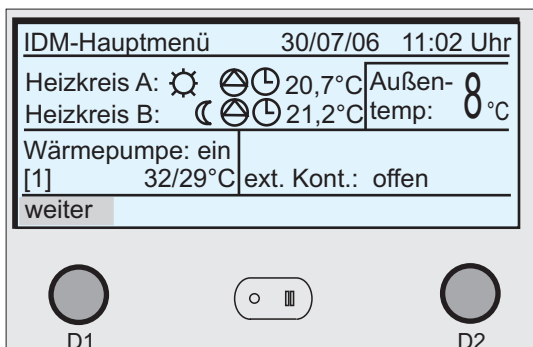 IDM-Hauptmenü 30/07/06 11:02 Uhr
Heizkreis A: 20,7°C
Heizkreis B: 21,2°C
Außen-temp: 8 °C
Wärmepumpe: ein
[1] 32/29°C ext. Kont.: offen
weiter
D1 D2